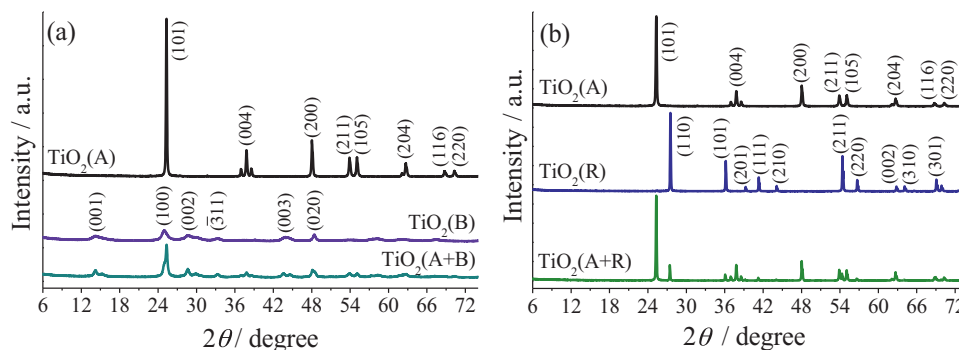 (a)
(101)
(004)
(200)
(211)
(105)
(204)
(116)
(220)
TiO2(A)
(001)
(100)
(002)
(3̅11)
(003)
(020)
TiO2(B)
TiO2(A+B)
Intensity / a.u.
6 12 18 24 30 36 42 48 54 60 66 72
2θ / degree
(b)
(101)
(004)
(200)
(211)
(105)
(204)
(116)
(220)
TiO2(A)
(110)
(101)
(201)
(111)
(210)
(211)
(220)
(002)
(310)
(301)
TiO2(R)
TiO2(A+R)
Intensity / a.u.
6 12 18 24 30 36 42 48 54 60 66 72
2θ / degree